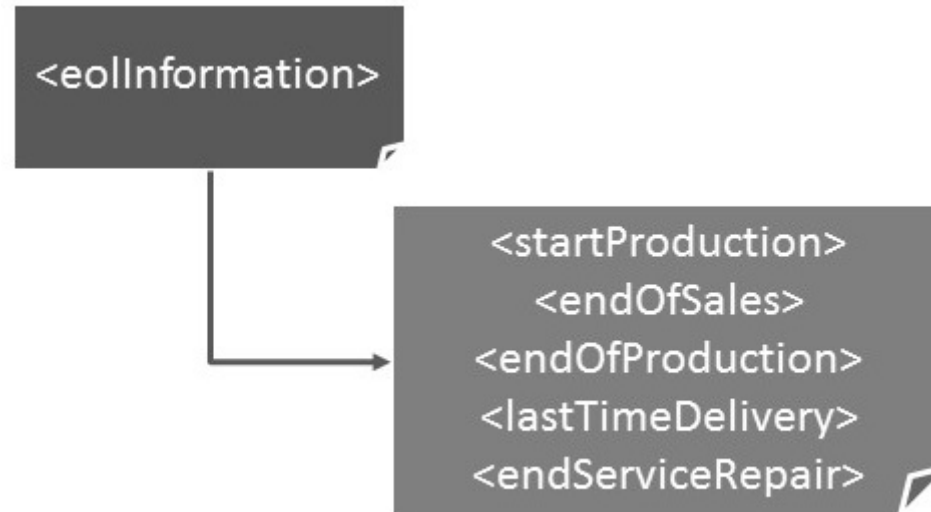 <eolInformation>
<startProduction>
<endOfSales>
<endOfProduction>
<lastTimeDelivery>
<endServiceRepair>